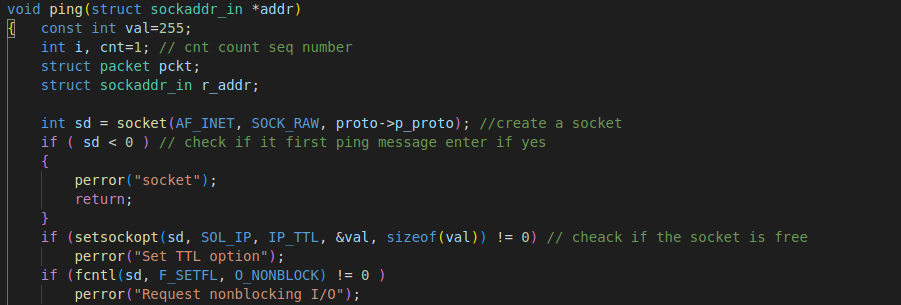 void ping(struct sockaddr_in *addr)
{   const int val=255;
    int i, cnt=1; // cnt count seq number
    struct packet pckt;
    struct sockaddr_in r_addr;

    int sd = socket(AF_INET, SOCK_RAW, proto->p_proto); //create a socket
    if ( sd < 0 ) // check if it first ping message enter if yes
    {
        perror("socket");
        return;
    }
    if (setsockopt(sd, SOL_IP, IP_TTL, &val, sizeof(val)) != 0) // cheack if the socket is free
        perror("Set TTL option");
    if (fcntl(sd, F_SETFL, O_NONBLOCK) != 0 )
        perror("Request nonblocking I/O");